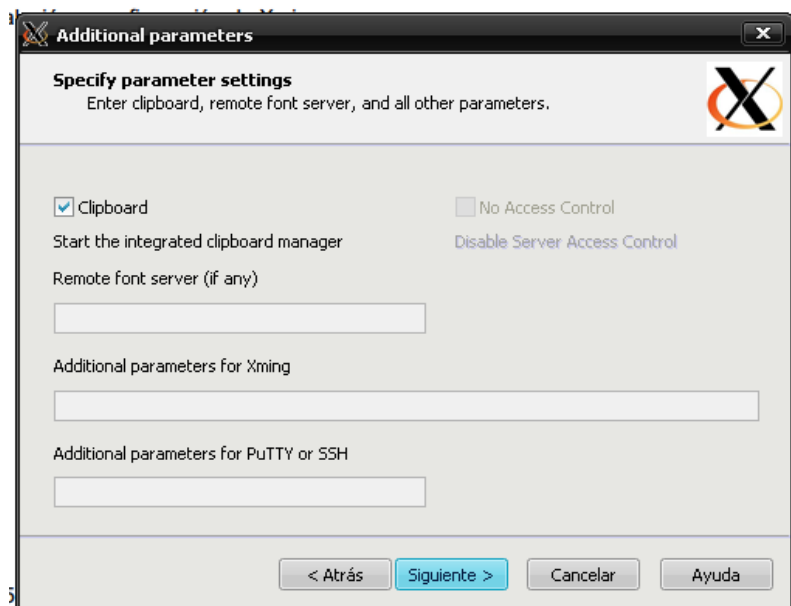 Additional parameters
Specify parameter settings
Enter clipboard, remote font server, and all other parameters.
Clipboard
No Access Control
Start the integrated clipboard manager
Disable Server Access Control
Remote font server (if any)
Additional parameters for Xming
Additional parameters for PuTTY or SSH
< Atrás
Siguiente >
Cancelar
Ayuda